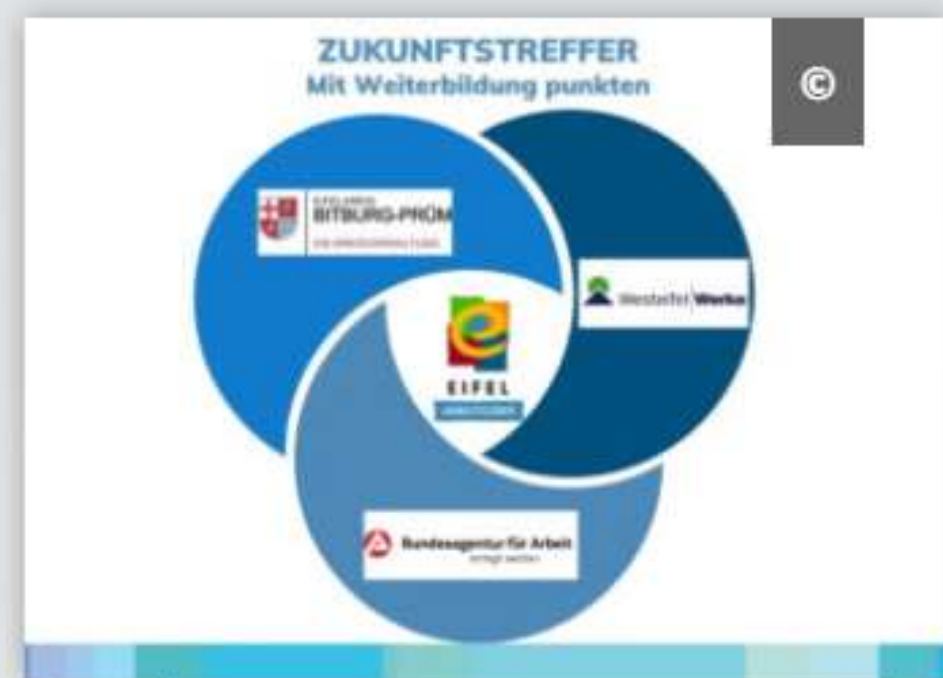 ZUKUNFTSTREFFER
Mit Weiterbildung punkten
©
BITBURG-PRÜM
Westeifel Werke
EIFEL
Bundesagentur für Arbeit